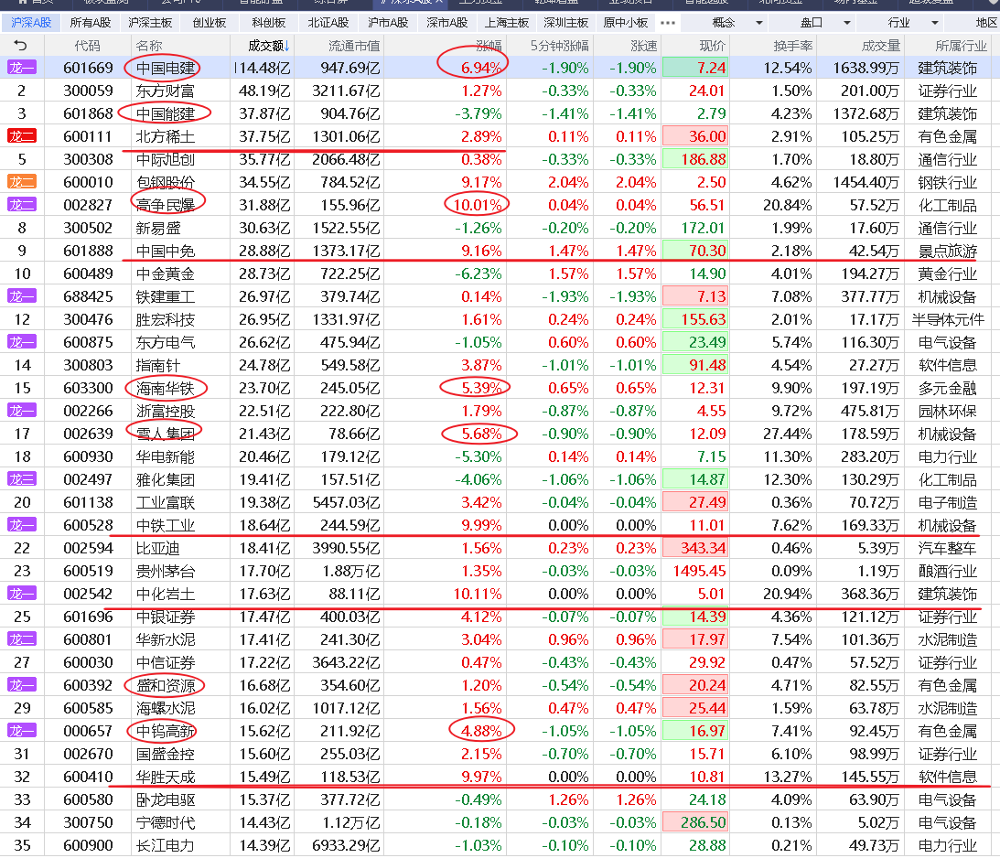 沪深A股 所有A股 沪深主板 创业板 科创板 北证A股 沪市A股 深市A股 上海主板 深圳主板 原中小板 ••• 概念 盘口 行业 地区
代码 名称 成交额↓ 流通市值 涨幅 5分钟涨幅 涨速 现价 换手率 成交量 所属行业
龙一 601669 中国电建 114.48亿 947.69亿 6.94% -1.90% -1.90% 7.24 12.54% 1638.99万 建筑装饰
2 300059 东方财富 48.19亿 3211.67亿 1.27% -0.33% -0.33% 24.01 1.50% 201.00万 证券行业
3 601868 中国能建 37.87亿 904.76亿 -3.79% -1.41% -1.41% 2.79 4.23% 1372.68万 建筑装饰
龙二 600111 北方稀土 37.75亿 1301.06亿 2.89% 0.11% 0.11% 36.00 2.91% 105.25万 有色金属
5 300308 中际旭创 35.77亿 2066.48亿 0.38% -0.33% -0.33% 186.88 1.70% 18.80万 通信行业
龙二 600010 包钢股份 34.55亿 784.52亿 9.17% 2.04% 2.04% 2.50 4.62% 1454.40万 钢铁行业
龙二 002827 高争民爆 31.88亿 155.96亿 10.01% 0.04% 0.04% 56.51 20.84% 57.52万 化工制品
8 300502 新易盛 30.63亿 1522.55亿 -1.26% -0.20% -0.20% 172.01 1.99% 17.60万 通信行业
9 601888 中国中免 28.88亿 1373.17亿 9.16% 1.47% 1.47% 70.30 2.18% 42.54万 景点旅游
10 600489 中金黄金 28.73亿 722.25亿 -6.23% 1.57% 1.57% 14.90 4.01% 194.27万 黄金行业
龙一 688425 铁建重工 26.97亿 379.74亿 0.14% -1.93% -1.93% 7.13 7.08% 377.77万 机械设备
12 300476 胜宏科技 26.95亿 1331.97亿 1.61% 0.24% 0.24% 155.63 2.01% 17.17万 半导体元件
龙一 600875 东方电气 26.62亿 475.94亿 -1.05% 0.60% 0.60% 23.49 5.74% 116.30万 电气设备
14 300803 指南针 24.78亿 549.58亿 3.87% -1.01% -1.01% 91.48 4.54% 27.27万 软件信息
15 603300 海南华铁 23.70亿 245.05亿 5.39% 0.65% 0.65% 12.31 9.90% 197.19万 多元金融
龙一 002266 浙富控股 22.51亿 222.80亿 1.79% -0.87% -0.87% 4.55 9.72% 475.81万 园林环保
17 002639 雪人集团 21.43亿 78.66亿 5.68% -0.90% -0.90% 12.09 27.44% 178.59万 机械设备
18 600930 华电新能 20.46亿 179.12亿 -5.30% 0.14% 0.14% 7.15 11.30% 283.20万 电力行业
龙三 002497 雅化集团 19.41亿 157.51亿 -4.06% -1.06% -1.06% 14.87 12.30% 130.29万 化工制品
20 601138 工业富联 19.38亿 5457.03亿 3.42% -0.04% -0.04% 27.49 0.36% 70.72万 电子制造
龙一 600528 中铁工业 18.64亿 244.59亿 9.99% 0.00% 0.00% 11.01 7.62% 169.33万 机械设备
22 002594 比亚迪 18.41亿 3990.55亿 1.56% 0.23% 0.23% 343.34 0.46% 5.39万 汽车整车
23 600519 贵州茅台 17.70亿 1.88万亿 1.35% -0.03% -0.03% 1495.45 0.09% 1.19万 酿酒行业
龙一 002542 中化岩土 17.63亿 88.11亿 10.11% 0.00% 0.00% 5.01 20.94% 368.36万 建筑装饰
25 601696 中银证券 17.47亿 400.03亿 4.12% -0.07% -0.07% 14.39 4.36% 121.12万 证券行业
龙二 600801 华新水泥 17.41亿 241.30亿 3.04% 0.96% 0.96% 17.97 7.54% 101.36万 水泥制造
27 600030 中信证券 17.22亿 3643.22亿 0.47% -0.43% -0.43% 29.92 0.47% 57.52万 证券行业
龙一 600392 盛和资源 16.68亿 354.60亿 1.20% -0.54% -0.54% 20.24 4.71% 82.55万 有色金属
29 600585 海螺水泥 16.02亿 1017.12亿 1.56% 0.47% 0.47% 25.44 1.59% 63.78万 水泥制造
龙一 000657 中钨高新 15.62亿 211.92亿 4.88% -1.05% -1.05% 16.97 7.41% 92.45万 有色金属
31 002670 国盛金控 15.60亿 255.03亿 2.15% -0.70% -0.70% 15.71 6.10% 98.99万 证券行业
32 600410 华胜天成 15.49亿 118.53亿 9.97% 0.00% 0.00% 10.81 13.27% 145.55万 软件信息
33 600580 卧龙电驱 15.37亿 377.72亿 -0.49% 1.26% 1.26% 24.18 4.09% 63.90万 电气设备
34 300750 宁德时代 14.43亿 1.12万亿 -0.18% -0.03% -0.03% 286.50 0.13% 5.02万 电气设备
35 600900 长江电力 14.39亿 6933.29亿 -1.03% -0.10% -0.10% 28.88 0.21% 49.73万 电力行业